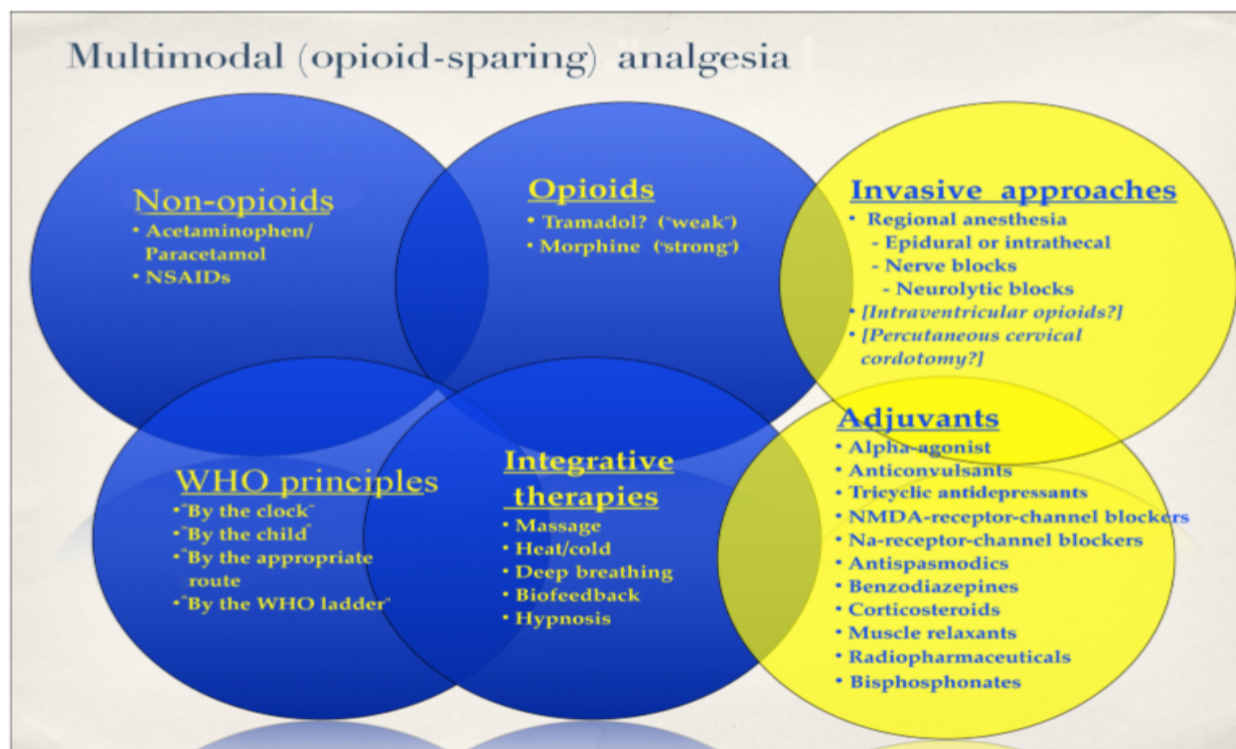 Multimodal (opioid-sparing) analgesia
Non-opioids
• Acetaminophen/
Paracetamol
• NSAIDs
Opioids
• Tramadol? ("weak")
• Morphine ("strong")
Invasive approaches
• Regional anesthesia
- Epidural or intrathecal
- Nerve blocks
- Neurolytic blocks
• [Intraventricular opioids?]
• [Percutaneous cervical
cordotomy?]
WHO principles
•"By the clock"
•"By the child"
•"By the appropriate
route
•"By the WHO ladder"
Integrative
therapies
• Massage
• Heat/cold
• Deep breathing
• Biofeedback
• Hypnosis
Adjuvants
• Alpha-agonist
• Anticonvulsants
• Tricyclic antidepressants
• NMDA-receptor-channel blockers
• Na-receptor-channel blockers
• Antispasmodics
• Benzodiazepines
• Corticosteroids
• Muscle relaxants
• Radiopharmaceuticals
• Bisphosphonates